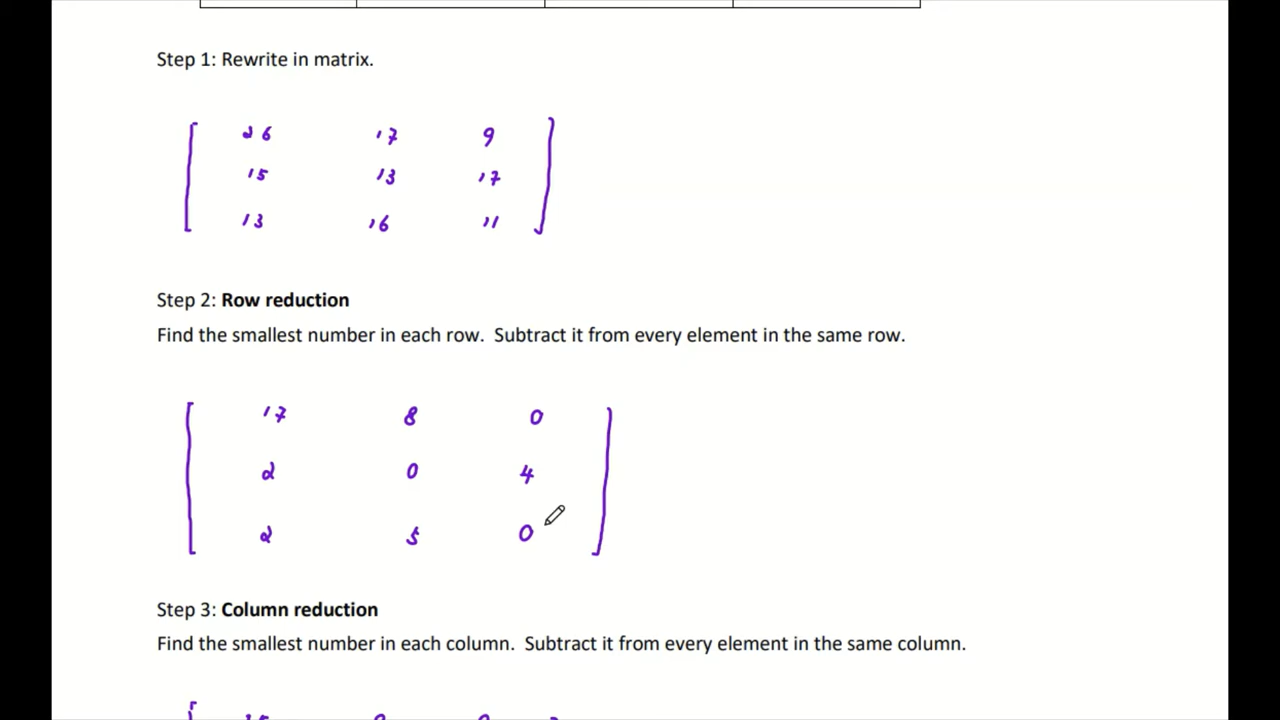 Step 1: Rewrite in matrix.
26 17 9
15 13 17
13 16 11
Step 2: Row reduction
Find the smallest number in each row. Subtract it from every element in the same row.
17 8 0
2 0 4
2 5 0
Step 3: Column reduction
Find the smallest number in each column. Subtract it from every element in the same column.